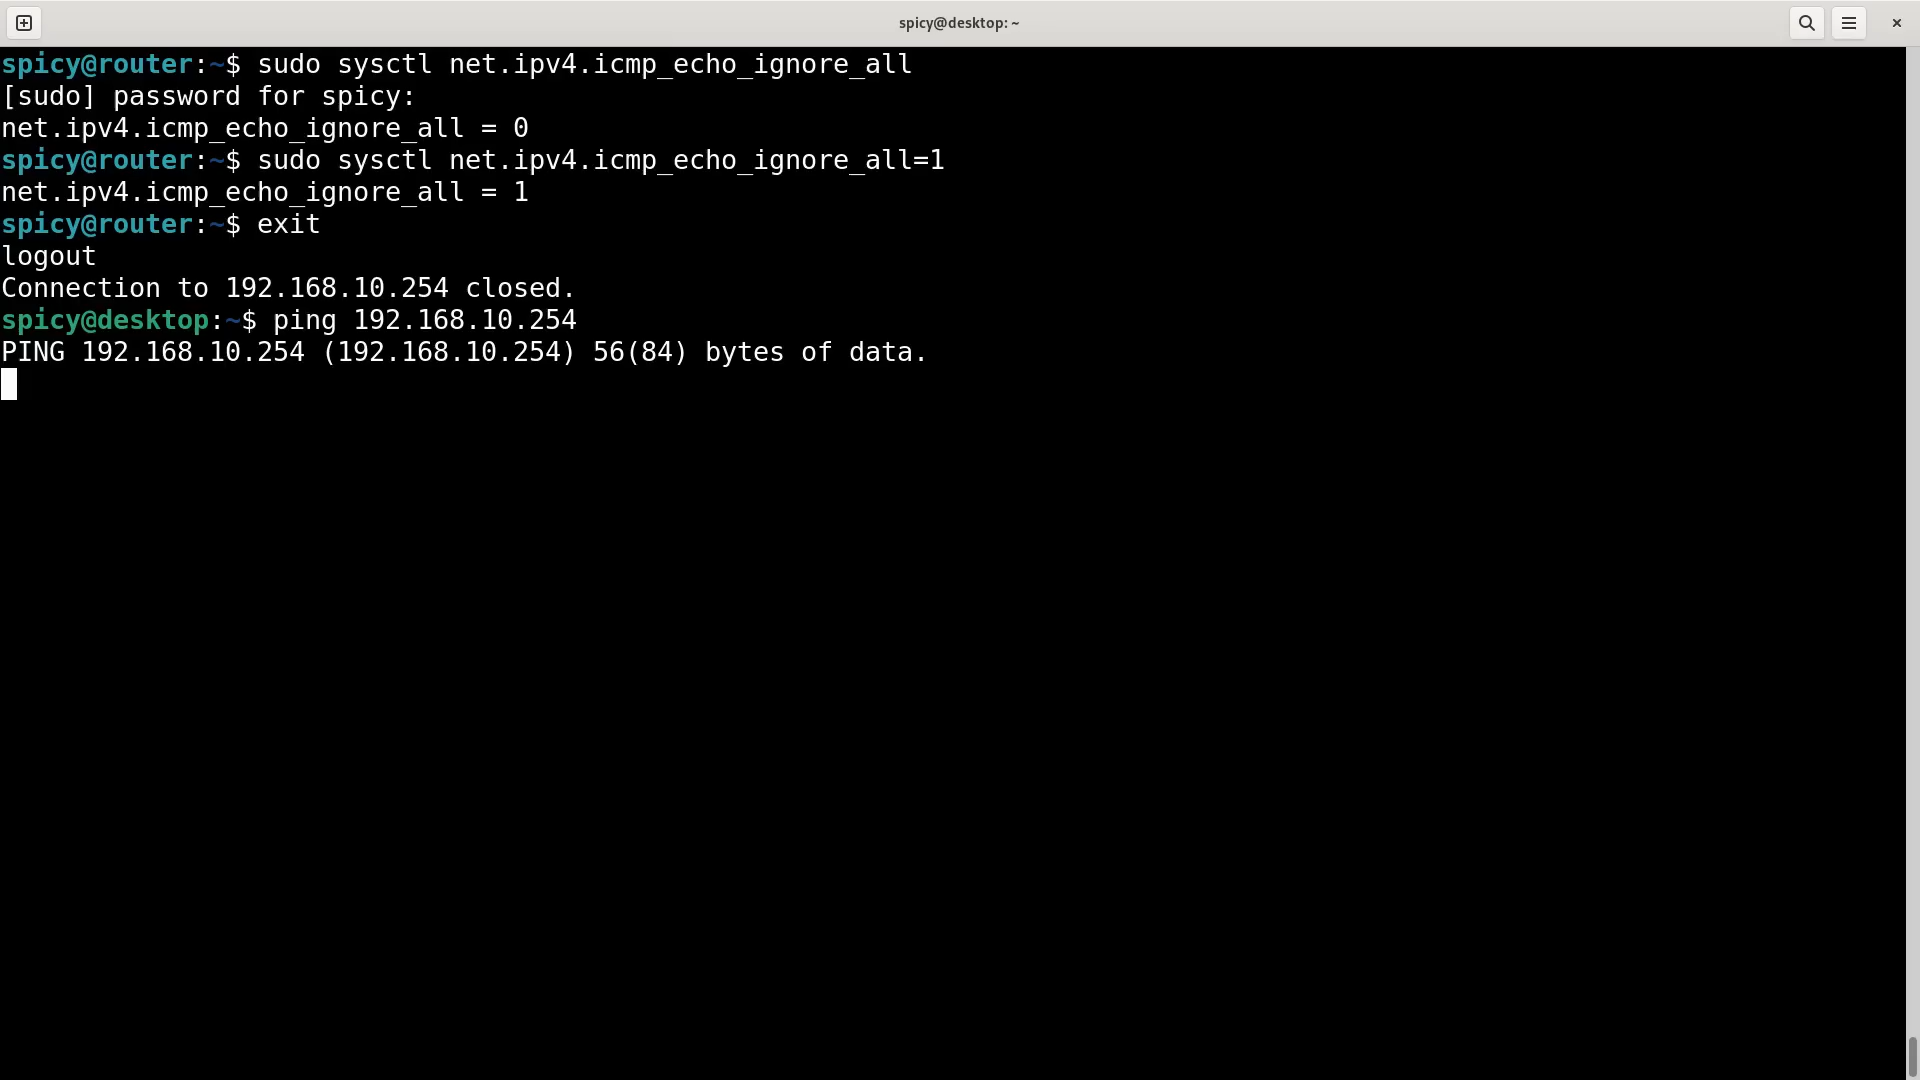 spicy@desktop: ~
spicy@router:~$ sudo sysctl net.ipv4.icmp_echo_ignore_all
[sudo] password for spicy:
net.ipv4.icmp_echo_ignore_all = 0
spicy@router:~$ sudo sysctl net.ipv4.icmp_echo_ignore_all=1
net.ipv4.icmp_echo_ignore_all = 1
spicy@router:~$ exit
logout
Connection to 192.168.10.254 closed.
spicy@desktop:~$ ping 192.168.10.254
PING 192.168.10.254 (192.168.10.254) 56(84) bytes of data.